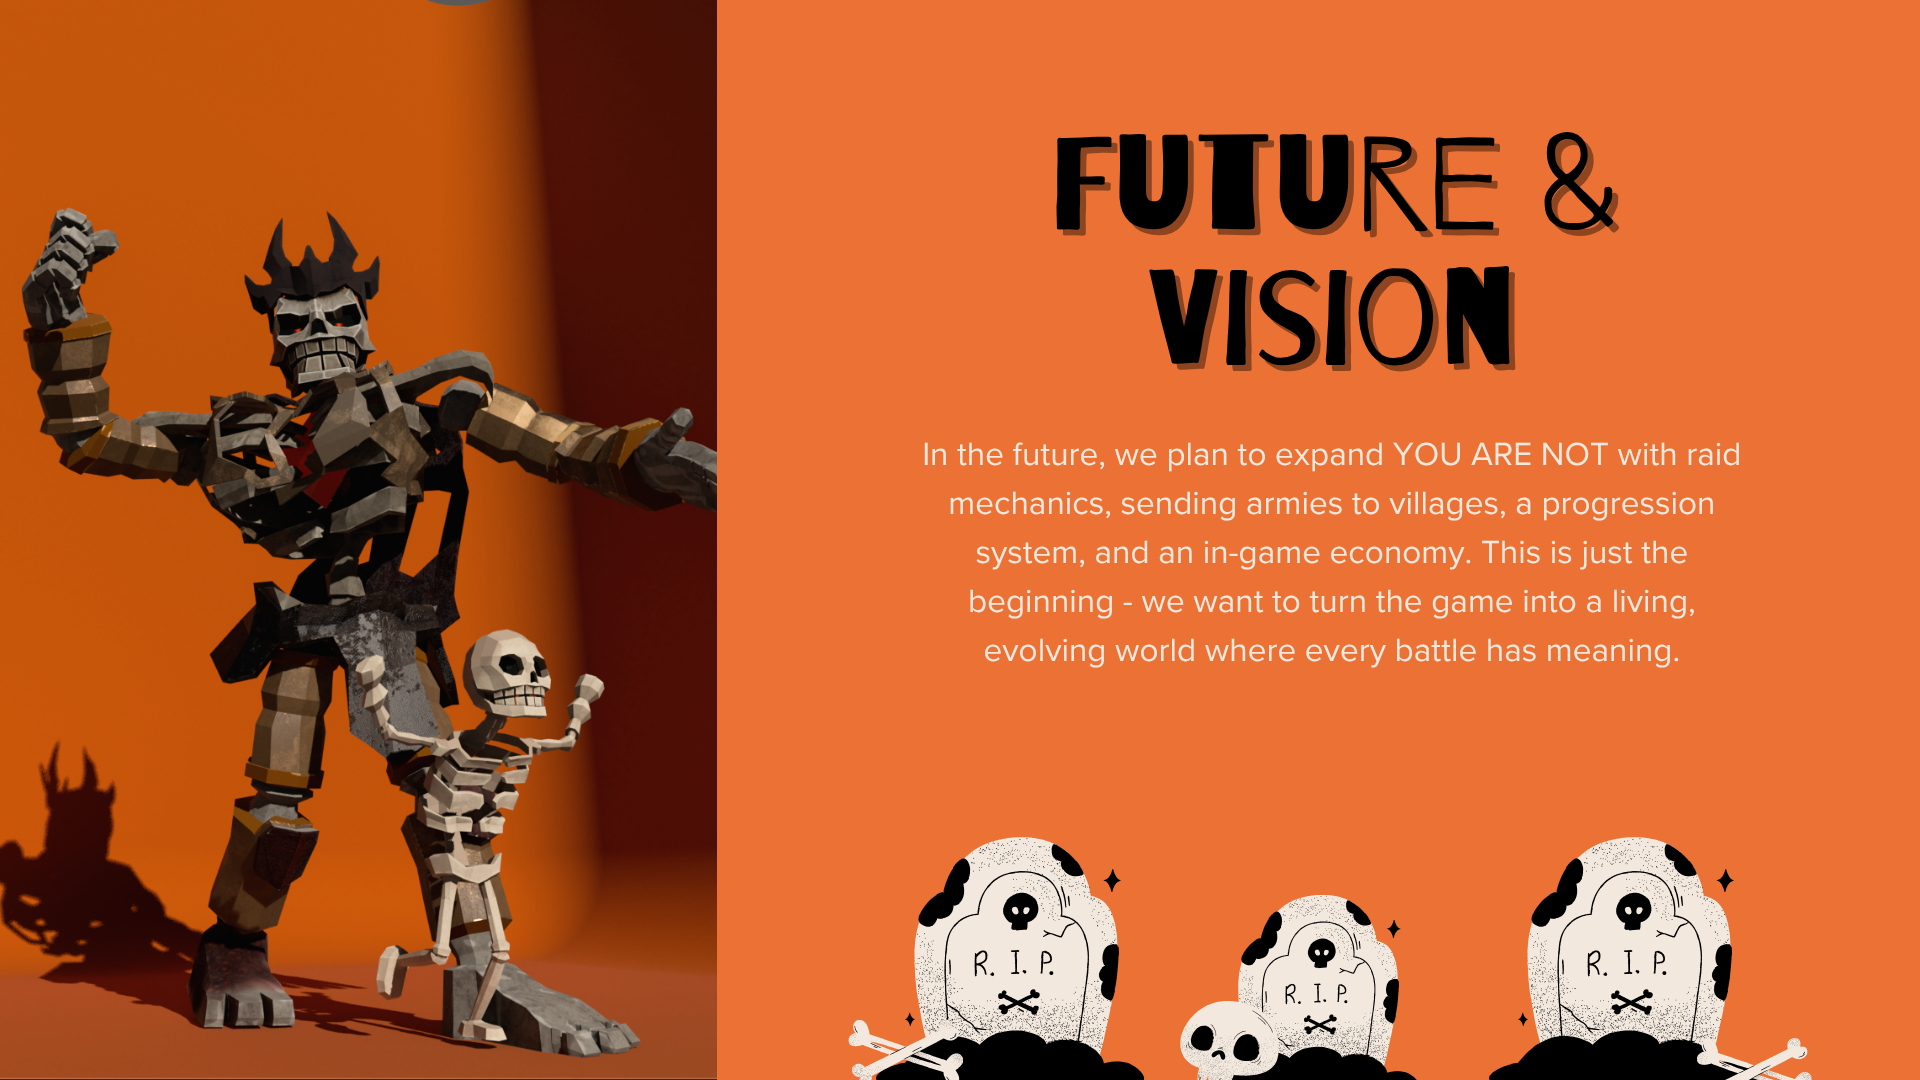 FUTURE &
VISION
In the future, we plan to expand YOU ARE NOT with raid
mechanics, sending armies to villages, a progression
system, and an in-game economy. This is just the
beginning - we want to turn the game into a living,
evolving world where every battle has meaning.
R. I. P.
R. I. P.
R. I. P.